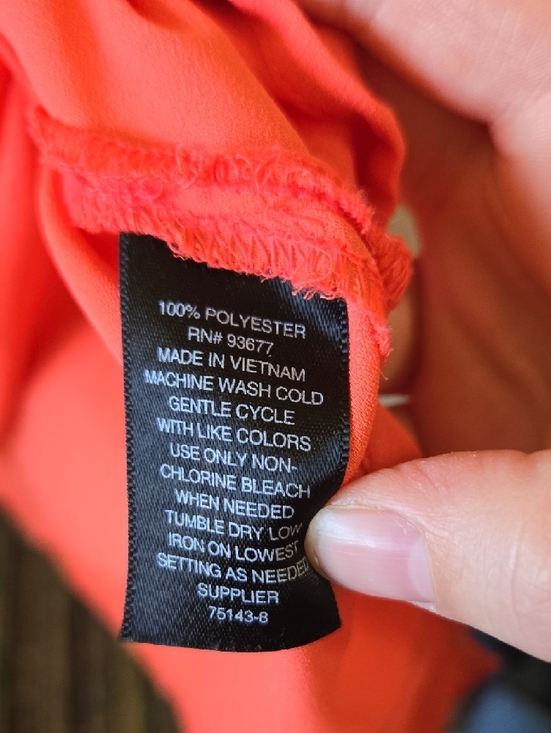 100% POLYESTER
RN# 93677
MADE IN VIETNAM
MACHINE WASH COLD
GENTLE CYCLE
WITH LIKE COLORS
USE ONLY NON-
CHLORINE BLEACH
WHEN NEEDED
TUMBLE DRY LOW
IRON ON LOWEST
SETTING AS NEEDED
SUPPLIER
75143-8